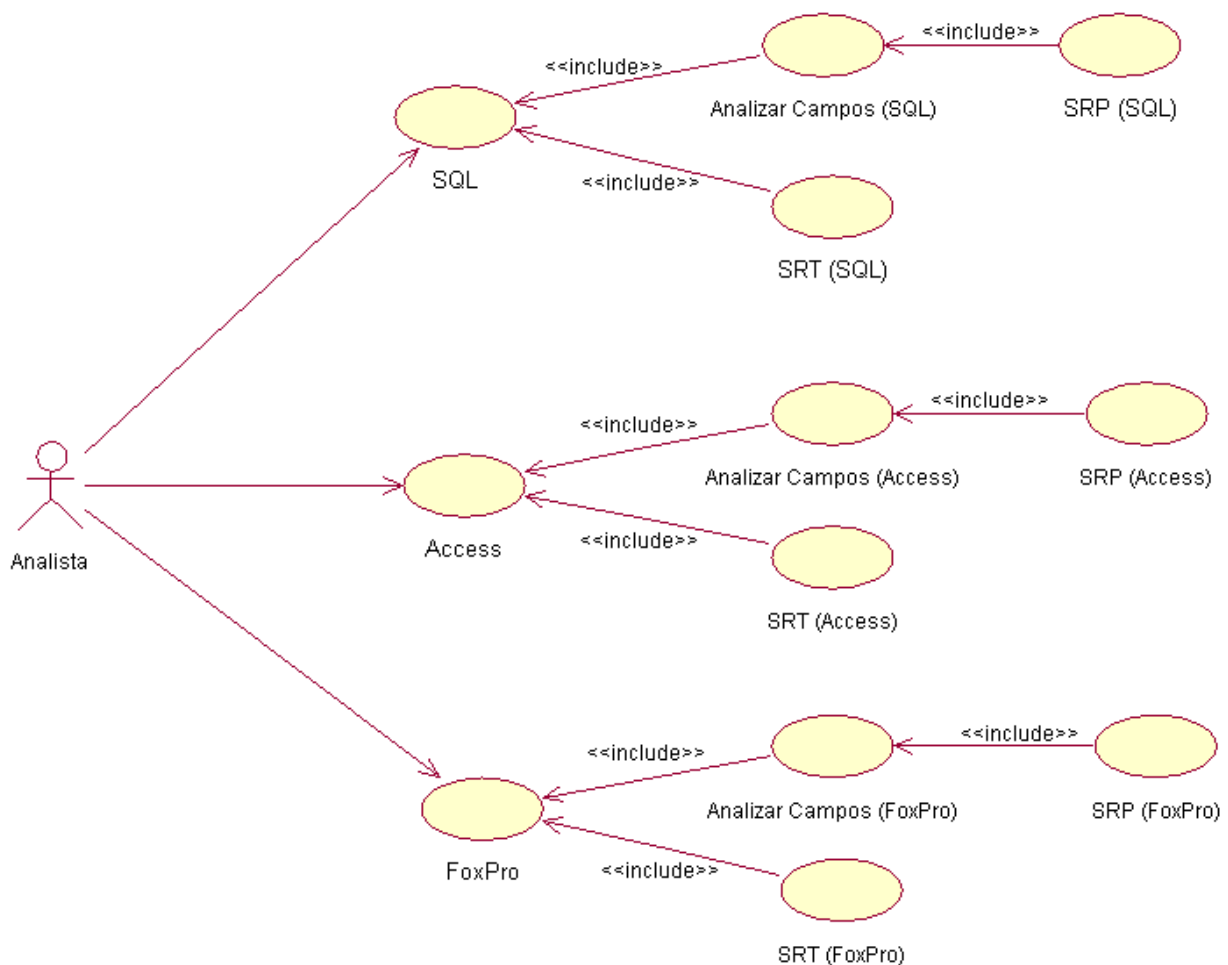 <<include>>
<<include>>
Analizar Campos (SQL)
SRP (SQL)
SQL
<<include>>
SRT (SQL)
<<include>>
<<include>>
Analizar Campos (Access)
SRP (Access)
Access
<<include>>
Analista
SRT (Access)
<<include>>
<<include>>
Analizar Campos (FoxPro)
SRP (FoxPro)
FoxPro
<<include>>
SRT (FoxPro)